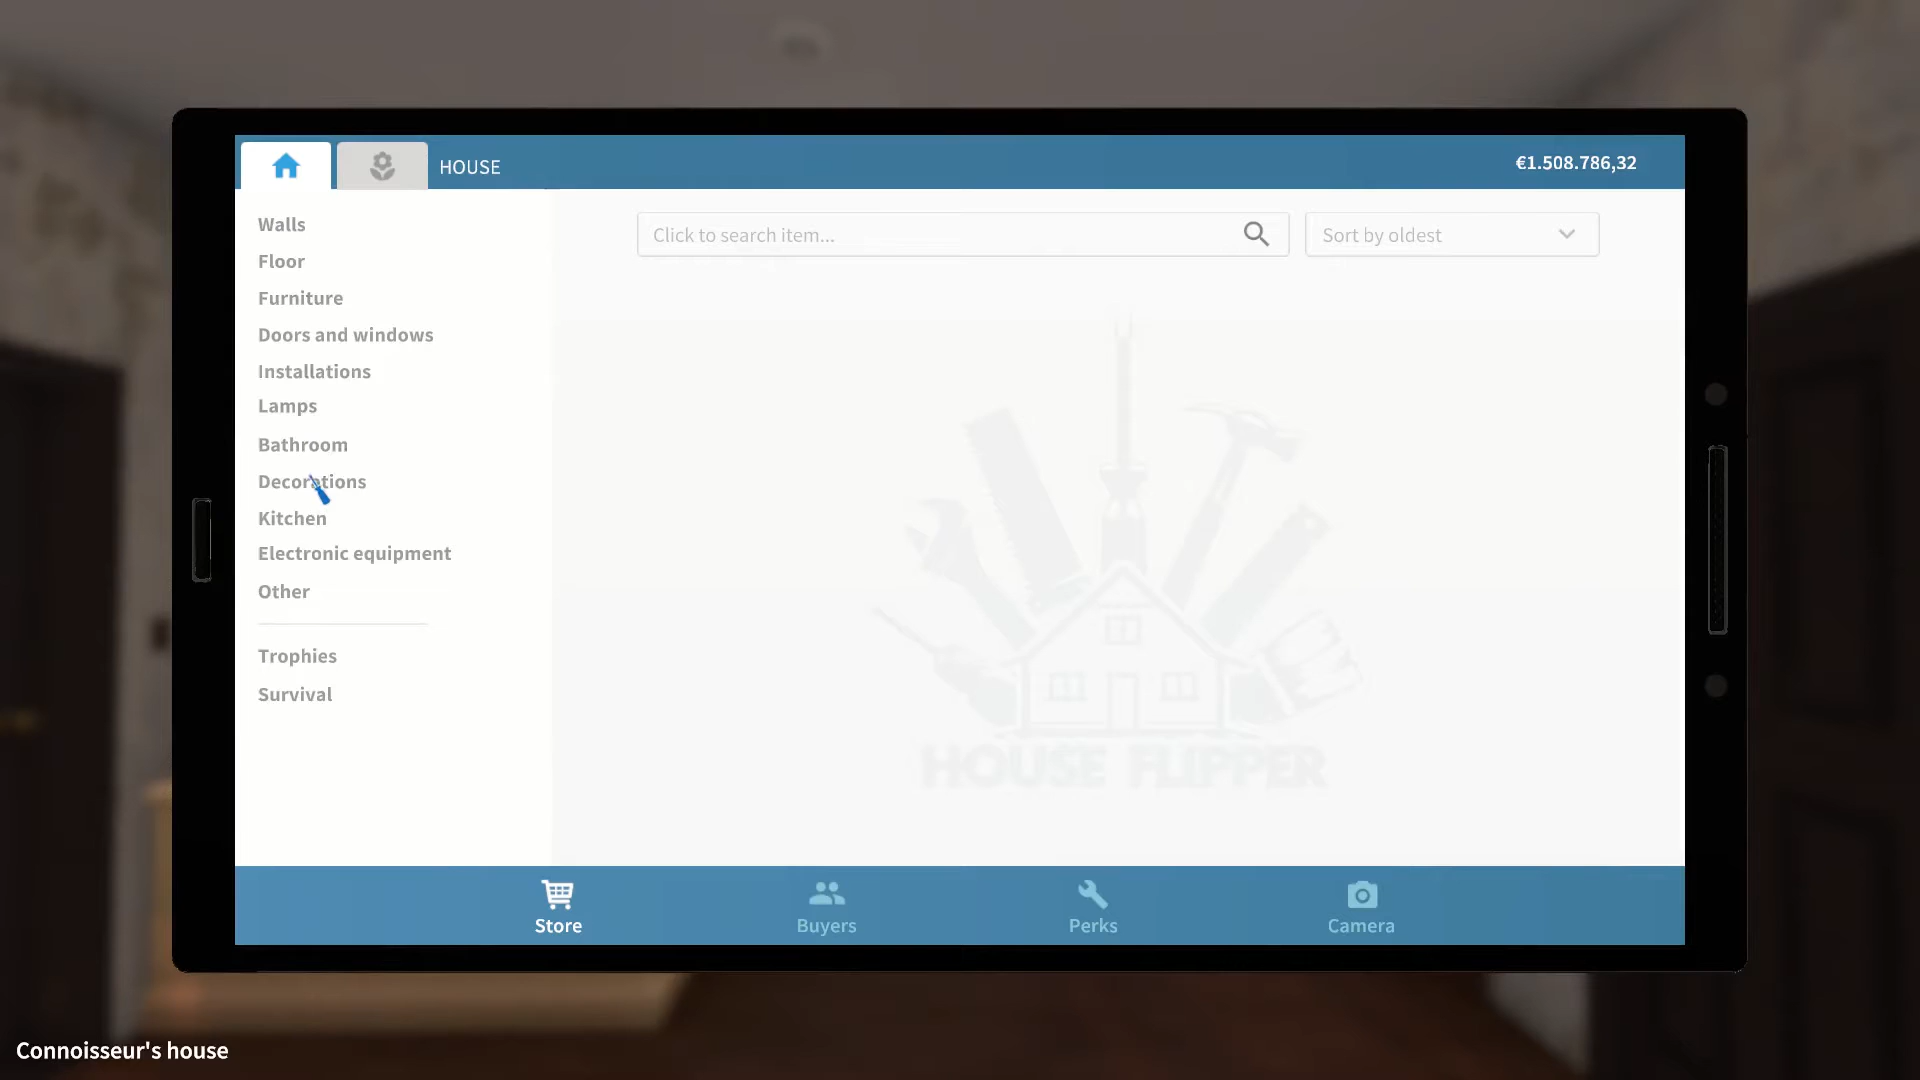 HOUSE
€1.508.786,32
Walls
Floor
Furniture
Doors and windows
Installations
Lamps
Bathroom
Decorations
Kitchen
Electronic equipment
Other
Trophies
Survival
Click to search item...
Sort by oldest
HOUSE FLIPPER
Store
Buyers
Perks
Camera
Connoisseur's house